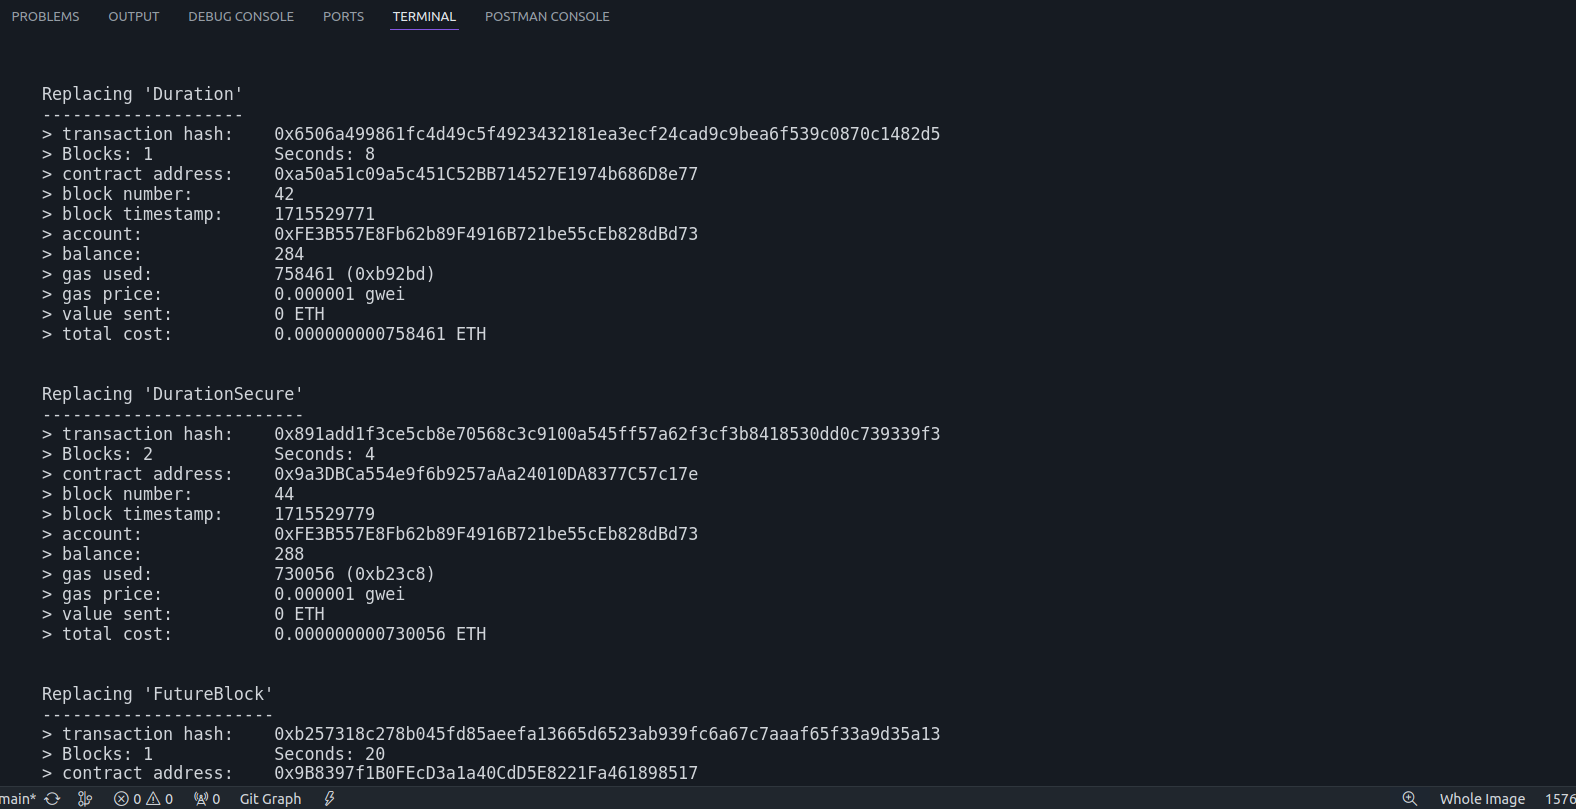 PROBLEMS OUTPUT DEBUG CONSOLE PORTS TERMINAL POSTMAN CONSOLE
Replacing 'Duration'
--------------------
> transaction hash: 0x6506a499861fc4d49c5f4923432181ea3ecf24cad9c9bea6f539c0870c1482d5
> Blocks: 1 Seconds: 8
> contract address: 0xa50a51c09a5c451C52BB714527E1974b686D8e77
> block number: 42
> block timestamp: 1715529771
> account: 0xFE3B557E8Fb62b89F4916B721be55cEb828dBd73
> balance: 284
> gas used: 758461 (0xb92bd)
> gas price: 0.000001 gwei
> value sent: 0 ETH
> total cost: 0.000000000758461 ETH
Replacing 'DurationSecure'
--------------------------
> transaction hash: 0x891add1f3ce5cb8e70568c3c9100a545ff57a62f3cf3b8418530dd0c739339f3
> Blocks: 2 Seconds: 4
> contract address: 0x9a3DBCa554e9f6b9257aAa24010DA8377C57c17e
> block number: 44
> block timestamp: 1715529779
> account: 0xFE3B557E8Fb62b89F4916B721be55cEb828dBd73
> balance: 288
> gas used: 730056 (0xb23c8)
> gas price: 0.000001 gwei
> value sent: 0 ETH
> total cost: 0.000000000730056 ETH
Replacing 'FutureBlock'
-----------------------
> transaction hash: 0xb257318c278b045fd85aeefa13665d6523ab939fc6a67c7aaaf65f33a9d35a13
> Blocks: 1 Seconds: 20
> contract address: 0x9B8397f1B0FEcD3a1a40CdD5E8221Fa461898517
main* 0 0 0 Git Graph Whole Image 1576